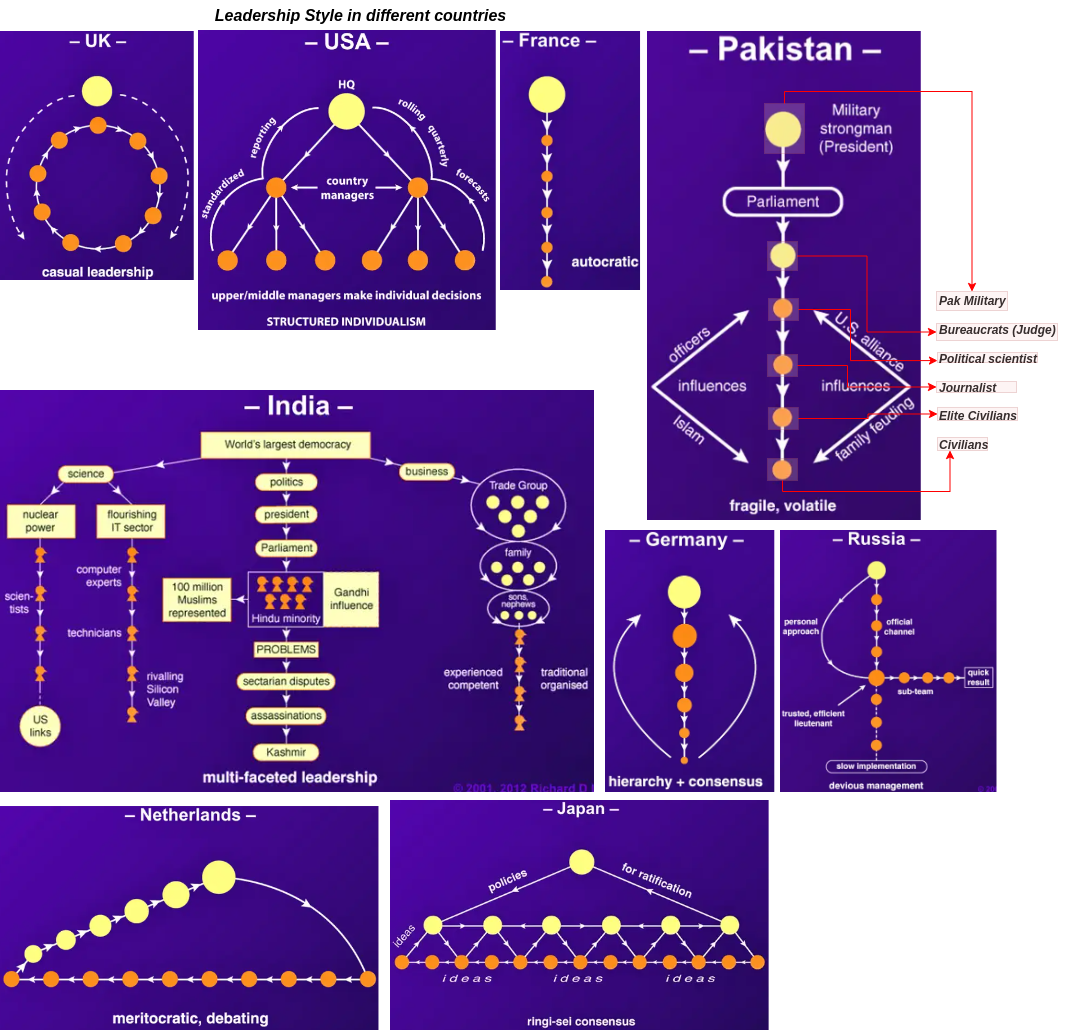 Leadership Style in different countries
– UK –
casual leadership
– USA –
HQ
reporting
rolling
quarterly
standardized
forecasts
country
managers
upper/middle managers make individual decisions
STRUCTURED INDIVIDUALISM
– France –
autocratic
– Pakistan –
Military
strongman
(President)
Parliament
officers
U.S. alliance
influences
influences
Islam
family feuding
fragile, volatile
Pak Military
Bureaucrats (Judge)
Political scientist
Journalist
Elite Civilians
Civilians
– India –
World's largest democracy
science
politics
business
nuclear
power
flourishing
IT sector
president
Parliament
Trade Group
family
sons,
nephews
computer
experts
scien-
tists
technicians
rivalling
Silicon
Valley
US
links
100 million
Muslims
represented
Hindu minority
Gandhi
influence
PROBLEMS
sectarian disputes
assassinations
Kashmir
experienced
competent
traditional
organised
multi-faceted leadership
© 2001, 2012 Richard D
– Germany –
hierarchy + consensus
– Russia –
personal
approach
official
channel
quick
result
sub-team
trusted, efficient
lieutenant
slow implementation
devious management
– Netherlands –
meritocratic, debating
– Japan –
policies
for ratification
ideas
ideas
ideas
ideas
ringi-sei consensus